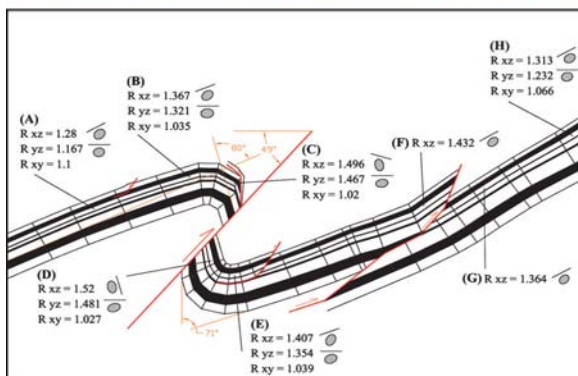 (H)
R xz = 1.313
R yz = 1.232
R xy = 1.066
(B)
R xz = 1.367
R yz = 1.321
R xy = 1.035
(A)
R xz = 1.28
R yz = 1.167
R xy = 1.1
60°
49°
(C)
R xz = 1.496
R yz = 1.467
R xy = 1.02
(F) R xz = 1.432
(D)
R xz = 1.52
R yz = 1.481
R xy = 1.027
(G) R xz = 1.364
71°
(E)
R xz = 1.407
R yz = 1.354
R xy = 1.039